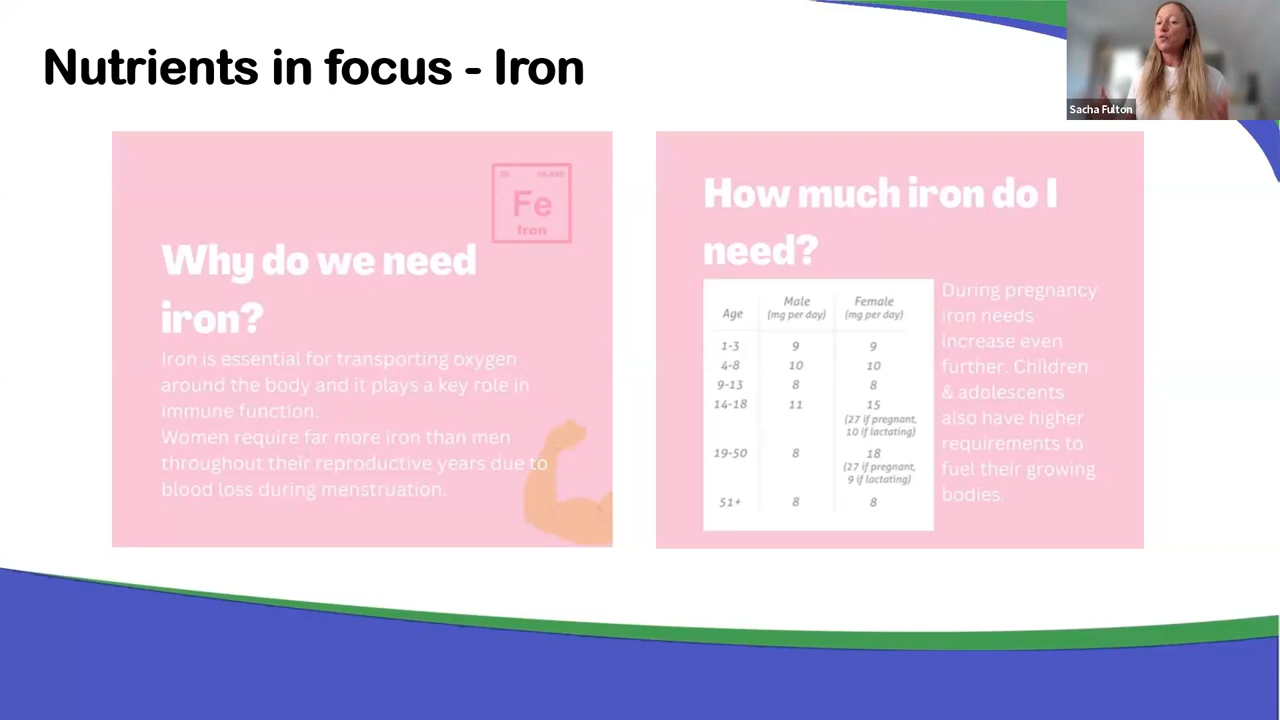 Nutrients in focus - Iron
Sacha Fulton
Fe
Iron
Why do we need
iron?
Iron is essential for transporting oxygen
around the body and it plays a key role in
immune function.
Women require far more iron than men
throughout their reproductive years due to
blood loss during menstruation.
How much iron do I
need?
Age Male (mg per day) Female (mg per day)
1-3 9 9
4-8 10 10
9-13 8 8
14-18 11 15
(27 if pregnant,
10 if lactating)
19-50 8 18
(27 if pregnant,
9 if lactating)
51+ 8 8
During pregnancy
iron needs
increase even
further. Children
& adolescents
also have higher
requirements to
fuel their growing
bodies.